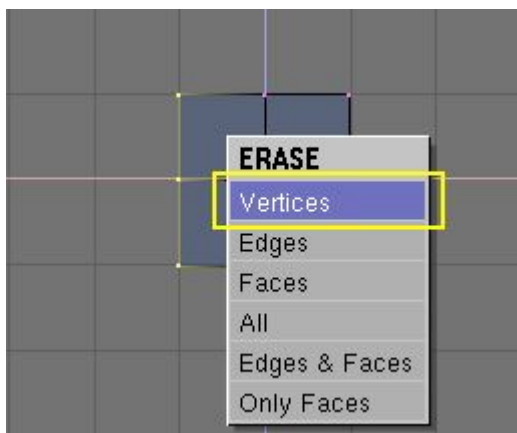 ERASE
Vertices
Edges
Faces
All
Edges & Faces
Only Faces